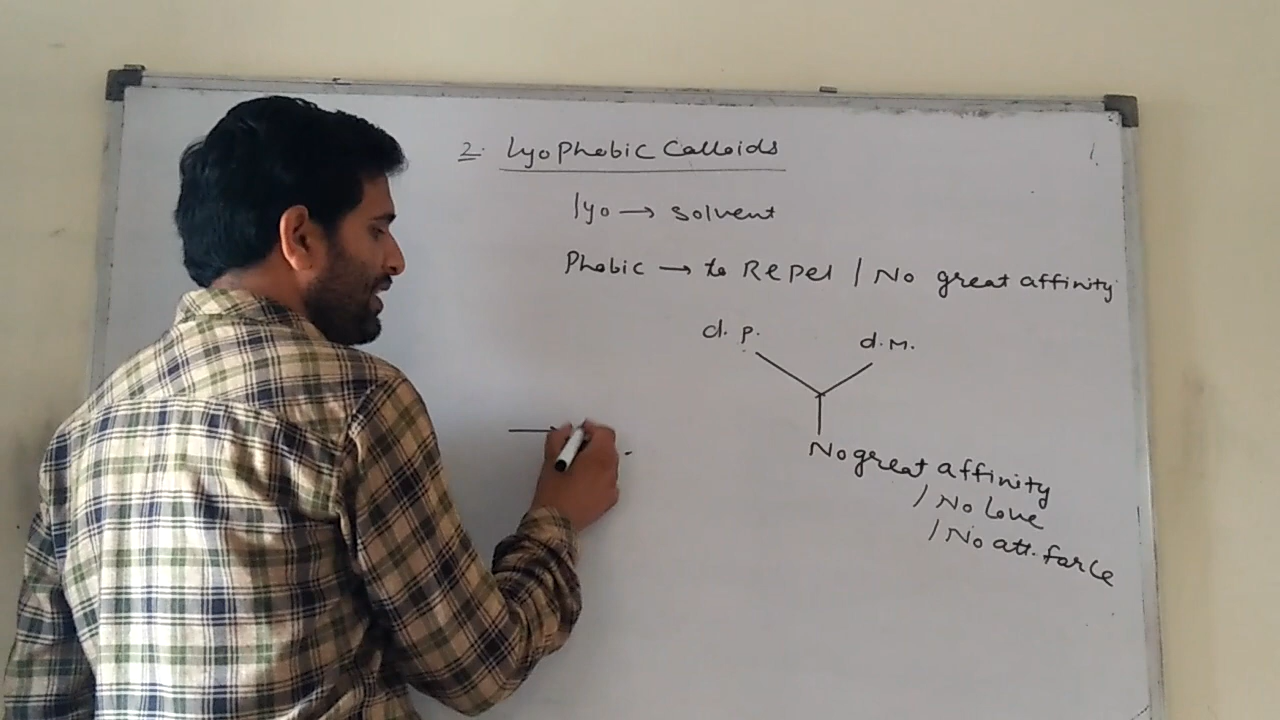 2. Lyophobic Colloids
1.
lyo → solvent
Phobic → to Repel / No great affinity
d. p.
d. M.
No great affinity
/ No Love
/ No att. force